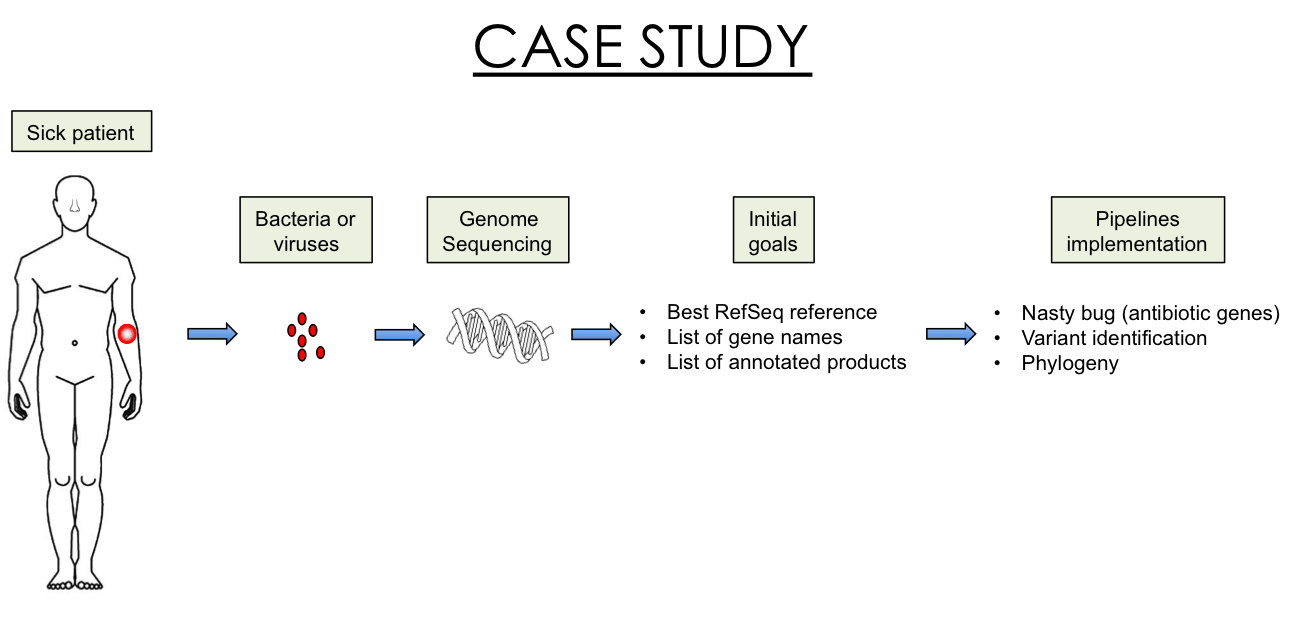 CASE STUDY
Sick patient
Bacteria or
viruses
Genome
Sequencing
Initial
goals
Pipelines
implementation
• Best RefSeq reference
• List of gene names
• List of annotated products
• Nasty bug (antibiotic genes)
• Variant identification
• Phylogeny